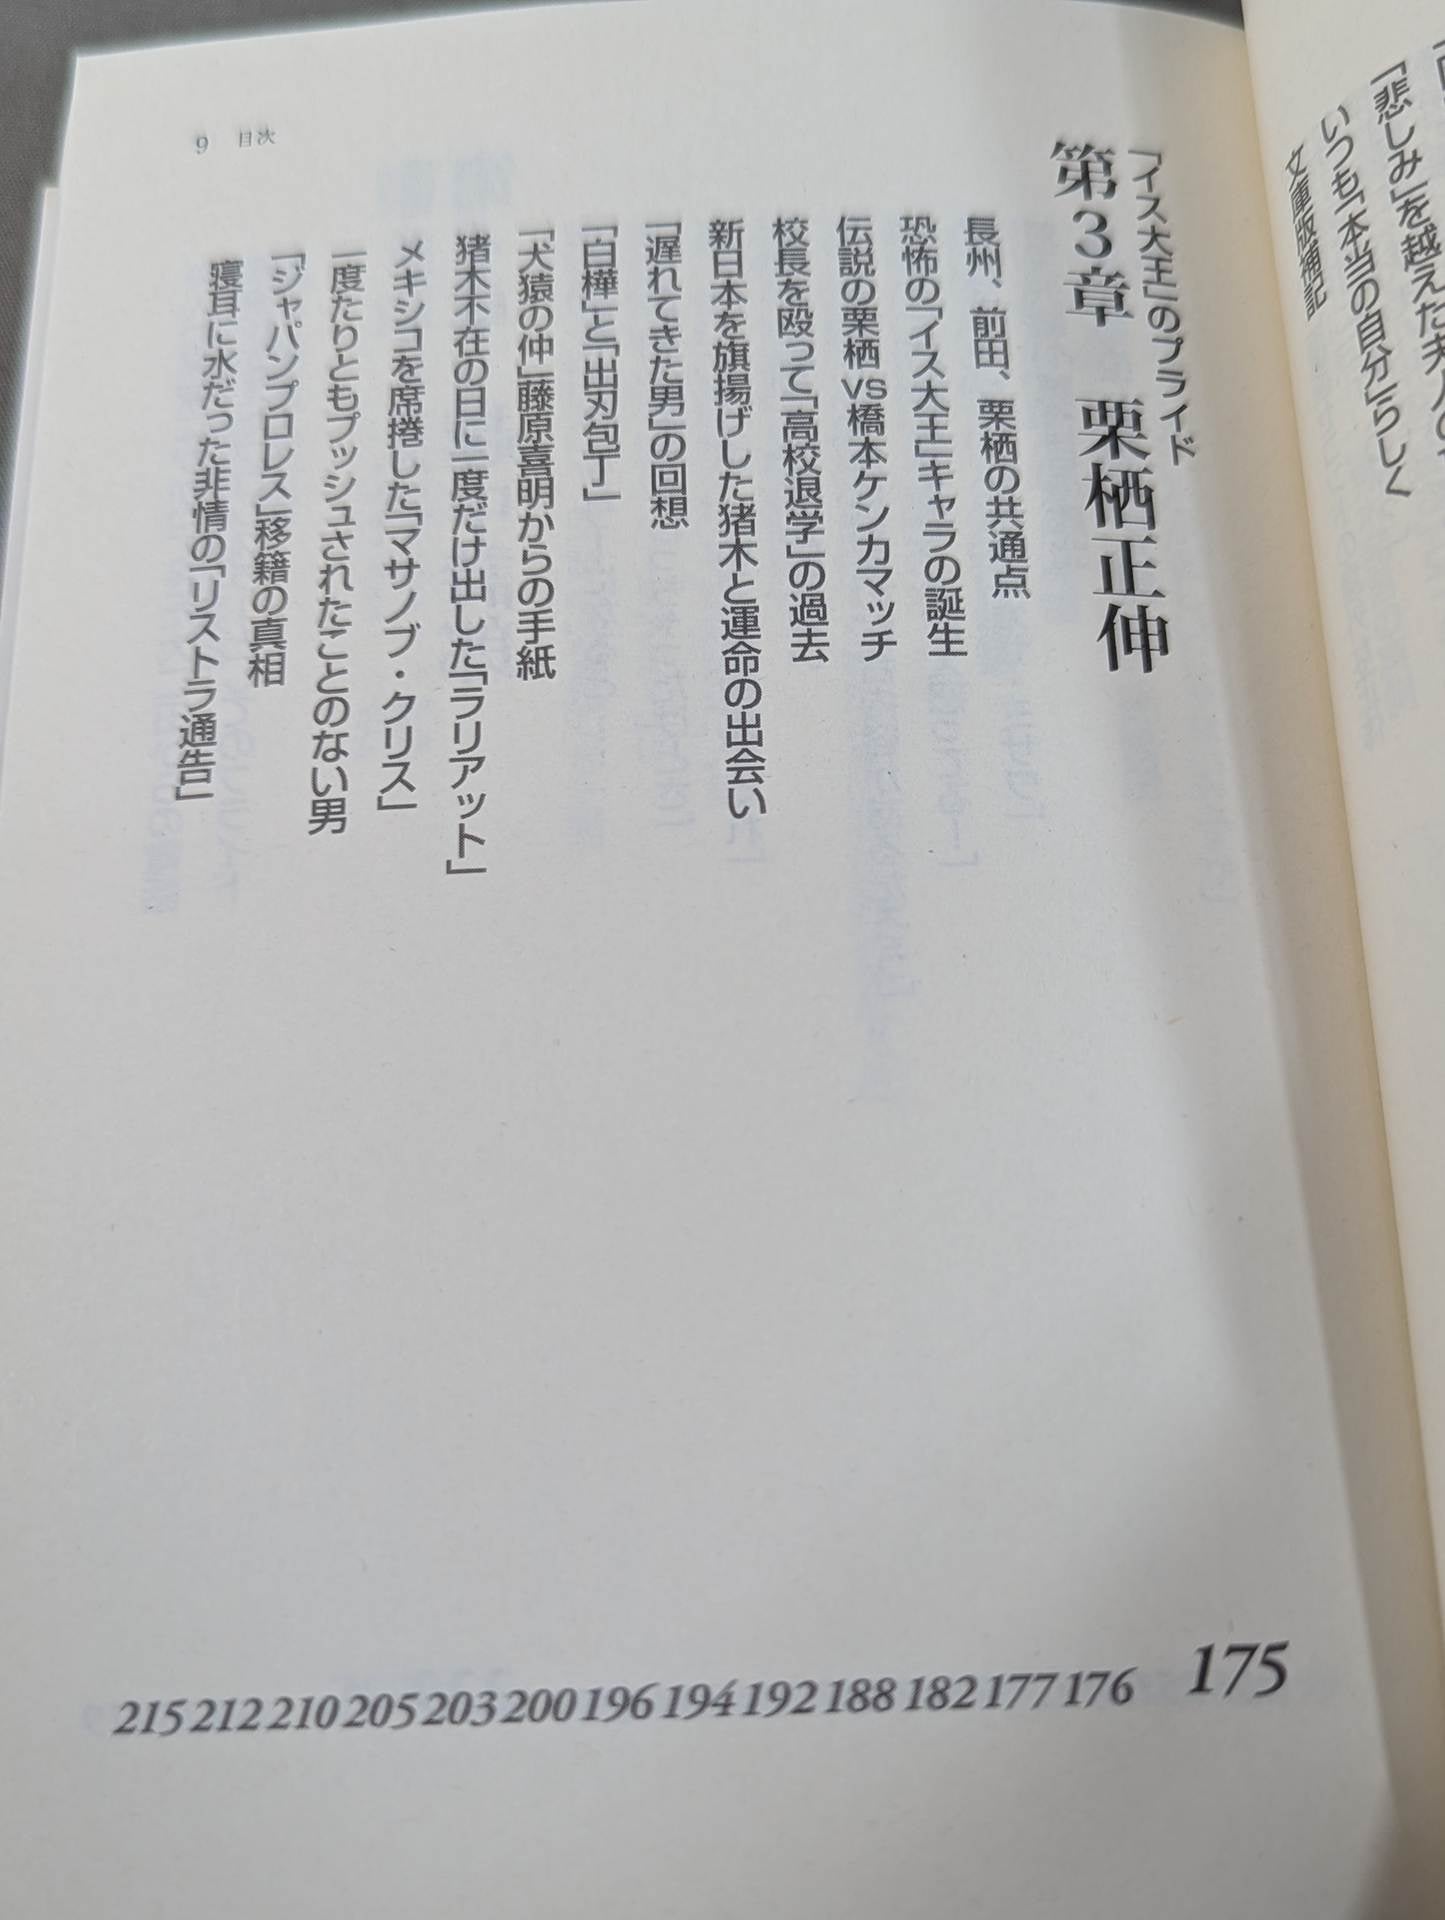 「悲しみ」を越えた夫人の
いつも「本当の自分」らしく
文庫版補記
「イス大王」のプライド
第3章　栗栖正伸
175
長州、前田、栗栖の共通点
176
恐怖の「イス大王」キャラの誕生
177
伝説の栗栖vs橋本ケンカマッチ
182
校長を殴って「高校退学」の過去
188
新日本を旗揚げした猪木と運命の出会い
192
「遅れてきた男」の回想
194
「白樺」と「出刃包丁」
196
「犬猿の仲」藤原喜明からの手紙
200
猪木不在の日に一度だけ出した「ラリアット」
203
メキシコを席捲した「マサノブ・クリス」
205
一度たりともプッシュされたことのない男
210
「ジャパンプロレス」移籍の真相
212
寝耳に水だった非情の「リストラ通告」
215
9　目次